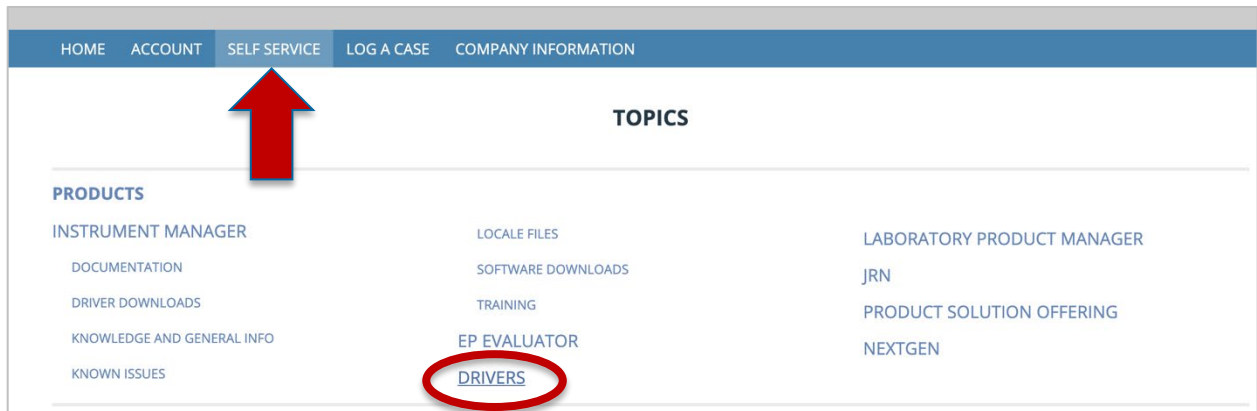 HOME ACCOUNT SELF SERVICE LOG A CASE COMPANY INFORMATION
TOPICS
PRODUCTS
INSTRUMENT MANAGER
DOCUMENTATION
DRIVER DOWNLOADS
KNOWLEDGE AND GENERAL INFO
KNOWN ISSUES
LOCALE FILES
SOFTWARE DOWNLOADS
TRAINING
EP EVALUATOR
DRIVERS
LABORATORY PRODUCT MANAGER
JRN
PRODUCT SOLUTION OFFERING
NEXTGEN